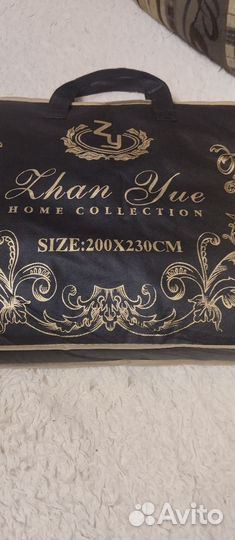 ZY
Zhan Yue
HOME COLLECTION
SIZE:200X230CM
Avito